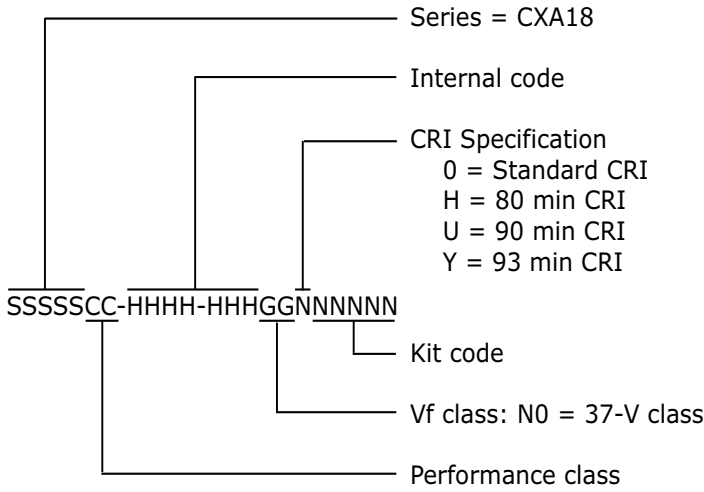 Series = CXA18
Internal code
CRI Specification
0 = Standard CRI
H = 80 min CRI
U = 90 min CRI
Y = 93 min CRI
SSSSSCC-HHHH-HHHGGNNNNNNN
Kit code
Vf class: N0 = 37-V class
Performance class